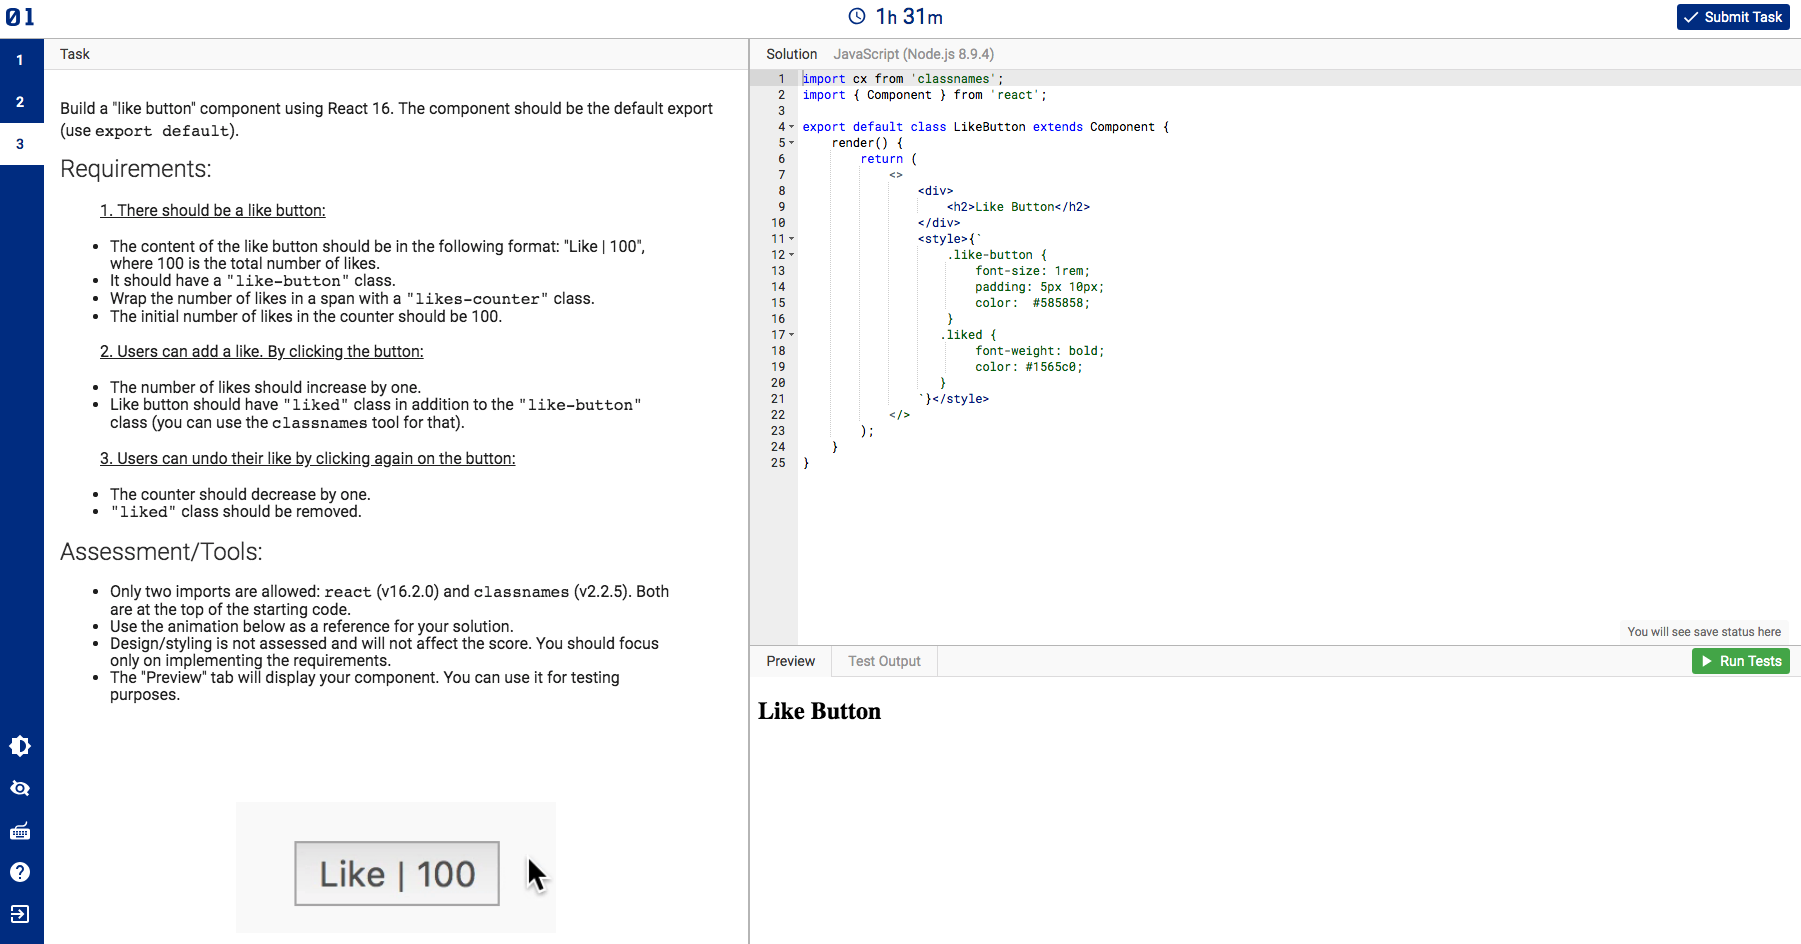 01
1h 31m
Submit Task
1
2
3
Task
Build a "like button" component using React 16. The component should be the default export
(use export default).
Requirements:
1. There should be a like button:
• The content of the like button should be in the following format: "Like | 100",
where 100 is the total number of likes.
• It should have a "like-button" class.
• Wrap the number of likes in a span with a "likes-counter" class.
• The initial number of likes in the counter should be 100.
2. Users can add a like. By clicking the button:
• The number of likes should increase by one.
• Like button should have "liked" class in addition to the "like-button"
class (you can use the classnames tool for that).
3. Users can undo their like by clicking again on the button:
• The counter should decrease by one.
• "liked" class should be removed.
Assessment/Tools:
• Only two imports are allowed: react (v16.2.0) and classnames (v2.2.5). Both
are at the top of the starting code.
• Use the animation below as a reference for your solution.
• Design/styling is not assessed and will not affect the score. You should focus
only on implementing the requirements.
• The "Preview" tab will display your component. You can use it for testing
purposes.
Like | 100
Solution JavaScript (Node.js 8.9.4)
1 import cx from 'classnames';
2 import { Component } from 'react';
3
4 export default class LikeButton extends Component {
5 render() {
6 return (
7 <>
8 <div>
9 <h2>Like Button</h2>
10 </div>
11 <style>{`
12 .like-button {
13 font-size: 1rem;
14 padding: 5px 10px;
15 color:  #585858;
16 }
17 .liked {
18 font-weight: bold;
19 color: #1565c0;
20 }
21 `}</style>
22 </>
23 );
24 }
25 }
You will see save status here
Preview Test Output
Run Tests
Like Button